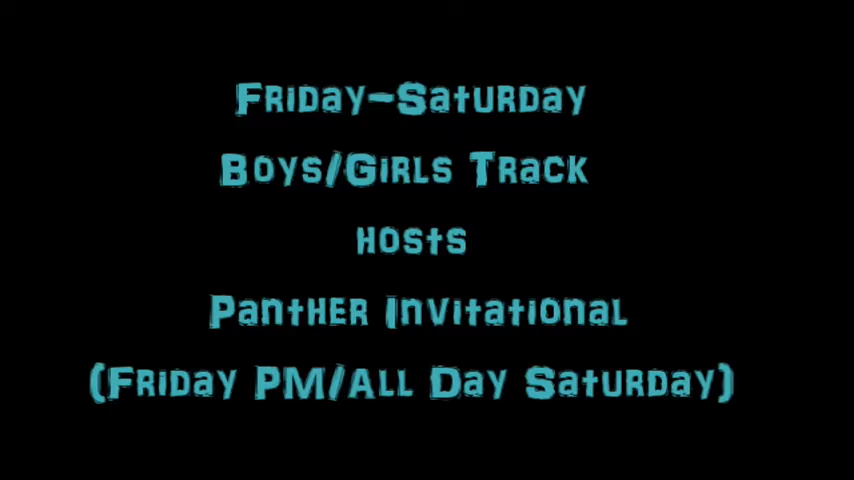 Friday-Saturday
Boys/Girls Track
hosts
Panther Invitational
(Friday PM/All Day Saturday)